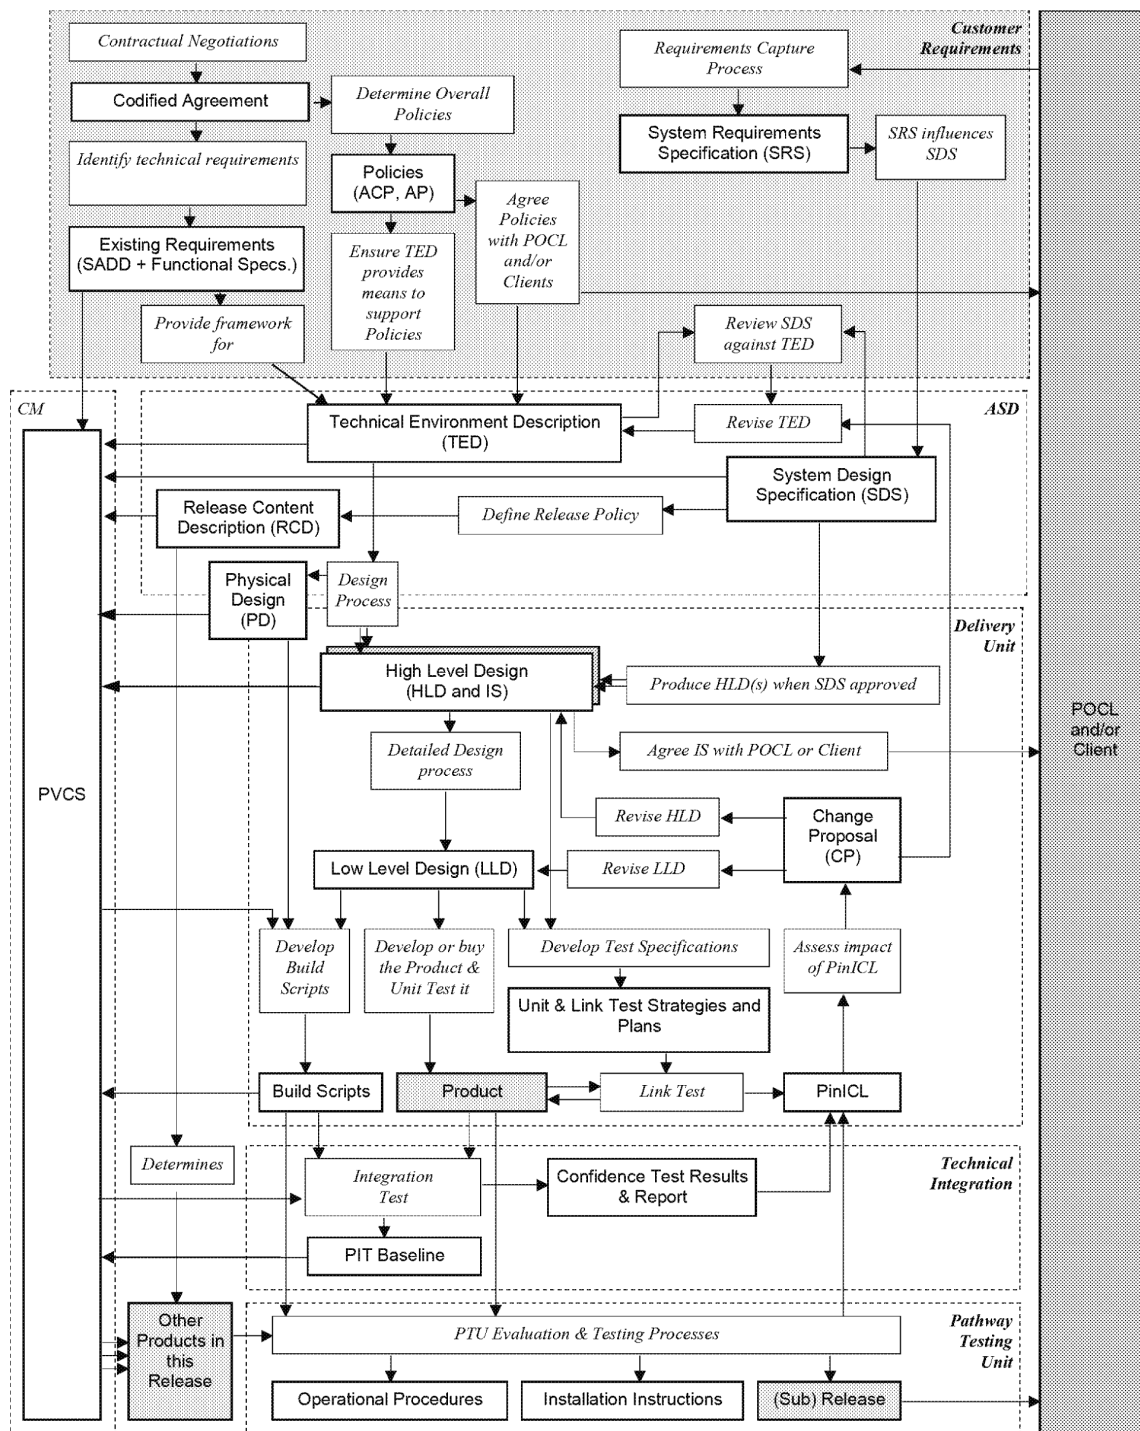 Contractual Negotiations
Customer
Requirements
Requirements Capture
Process
Codified Agreement
Determine Overall
Policies
System Requirements
Specification (SRS)
SRS influences
SDS
Identify technical requirements
Policies
(ACP, AP)
Agree
Policies
with POCL
and/or
Clients
Existing Requirements
(SADD + Functional Specs.)
Ensure TED
provides
means to
support
Policies
Provide framework
for
Review SDS
against TED
CM
ASD
Technical Environment Description
(TED)
Revise TED
System Design
Specification (SDS)
Release Content
Description (RCD)
Define Release Policy
Physical
Design
(PD)
Design
Process
Delivery
Unit
High Level Design
(HLD and IS)
Produce HLD(s) when SDS approved
POCL
and/or
Client
Detailed Design
process
Agree IS with POCL or Client
PVCS
Revise HLD
Change
Proposal
(CP)
Low Level Design (LLD)
Revise LLD
Develop
Build
Scripts
Develop or buy
the Product &
Unit Test it
Develop Test Specifications
Assess impact
of PinICL
Unit & Link Test Strategies and
Plans
Build Scripts
Product
Link Test
PinICL
Determines
Integration
Test
Confidence Test Results
& Report
Technical
Integration
PIT Baseline
Other
Products in
this
Release
PTU Evaluation & Testing Processes
Pathway
Testing
Unit
Operational Procedures
Installation Instructions
(Sub) Release